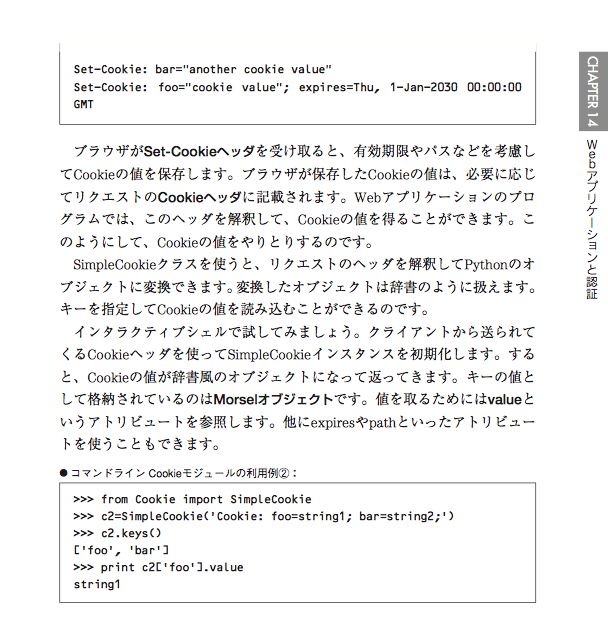 Set-Cookie: bar="another cookie value"
Set-Cookie: foo="cookie value"; expires=Thu, 1-Jan-2030 00:00:00
GMT
ブラウザがSet-Cookieヘッダを受け取ると、有効期限やパスなどを考慮し
てCookieの値を保存します。ブラウザが保存したCookieの値は、必要に応じ
てリクエストのCookieヘッダに記載されます。Webアプリケーションのプロ
グラムでは、このヘッダを解釈して、Cookieの値を得ることができます。こ
のようにして、Cookieの値をやりとりするのです。
SimpleCookieクラスを使うと、リクエストのヘッダを解釈してPythonのオ
ブジェクトに変換できます。変換したオブジェクトは辞書のように扱えます。
キーを指定してCookieの値を読み込むことができるのです。
インタラクティブシェルで試してみましょう。クライアントから送られて
くるCookieヘッダを使ってSimpleCookieインスタンスを初期化します。する
と、Cookieの値が辞書風のオブジェクトになって返ってきます。キーの値と
して格納されているのはMorselオブジェクトです。値を取るためにはvalueと
いうアトリビュートを参照します。他にexpiresやpathといったアトリビュー
トを使うこともできます。
●コマンドライン Cookieモジュールの利用例②：
>>> from Cookie import SimpleCookie
>>> c2=SimpleCookie('Cookie: foo=string1; bar=string2;')
>>> c2.keys()
['foo', 'bar']
>>> print c2['foo'].value
string1
CHAPTER 14
Webアプリケーションと認証